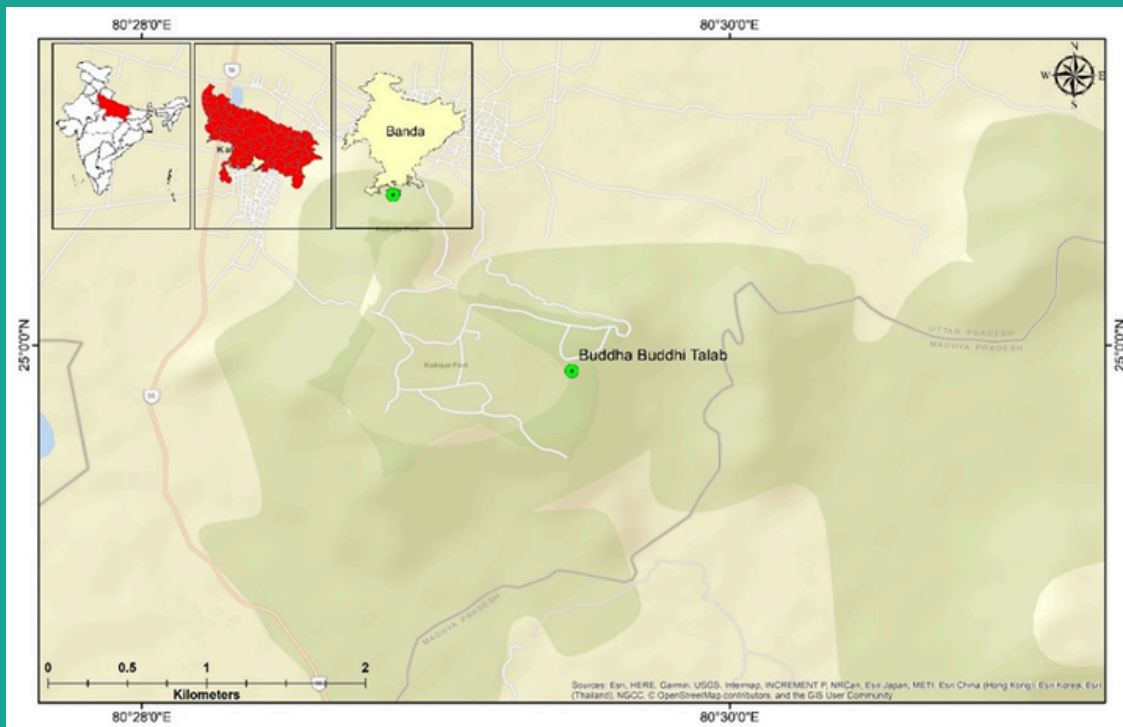 80°28'0"E
80°30'0"E
N
W
E
S
56
Banda
Kalinjar Fort
25°0'0"N
25°0'0"N
UTTAR PRADESH
MADHYA PRADESH
Buddha Buddhi Talab
Kalinjar Fort
56
MADHYA PRADESH
0
0.5
1
2
Kilometers
Sources: Esri, HERE, Garmin, USGS, Intermap, INCREMENT P, NRCan, Esri Japan, METI, Esri China (Hong Kong), Esri Korea, Esri
(Thailand), NGCC, © OpenStreetMap contributors, and the GIS User Community
80°28'0"E
80°30'0"E